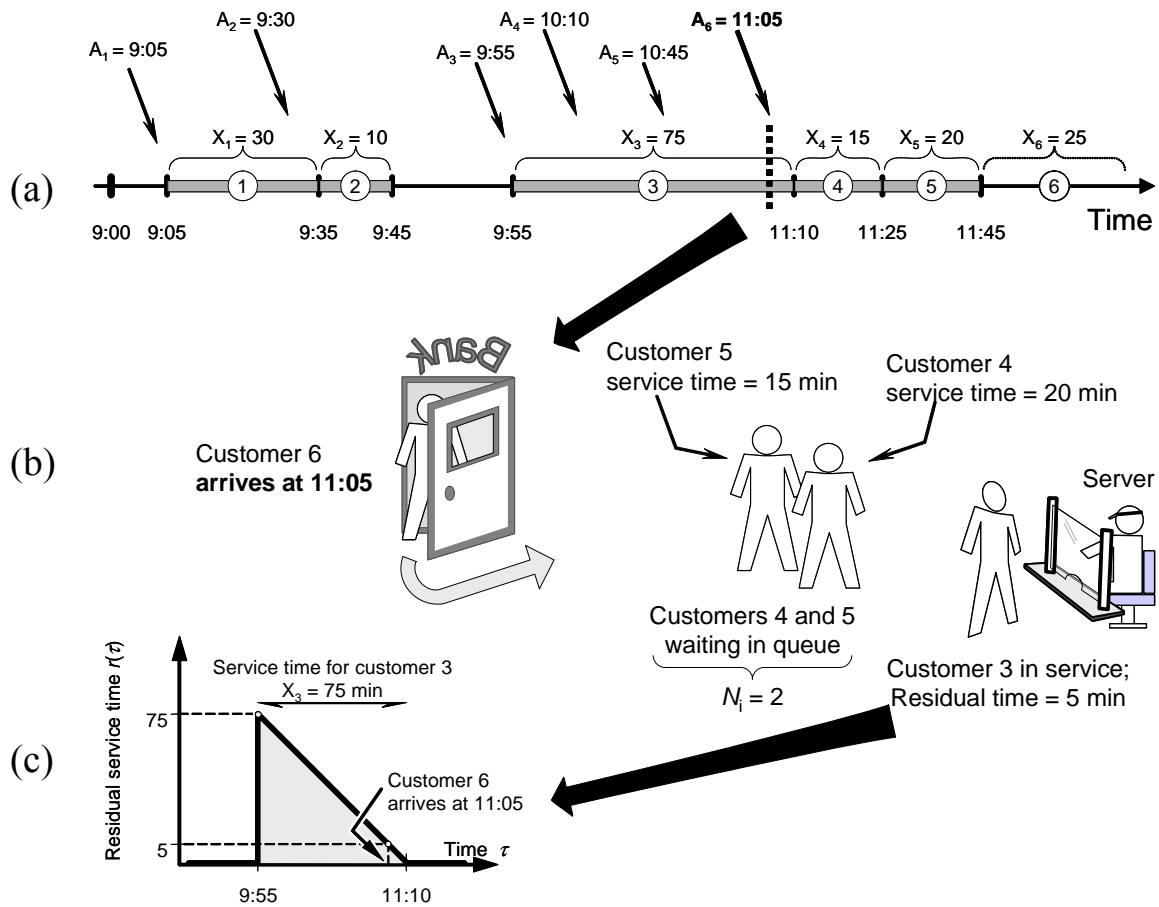 A₂ = 9:30
A₄ = 10:10
A₆ = 11:05
A₁ = 9:05
A₃ = 9:55
A₅ = 10:45
X₁ = 30
X₂ = 10
X₃ = 75
X₄ = 15
X₅ = 20
X₆ = 25
(a)
1
2
3
4
5
6
Time
9:00
9:05
9:35
9:45
9:55
11:10
11:25
11:45
Bank
Customer 5
service time = 15 min
Customer 4
service time = 20 min
(b)
Customer 6
arrives at 11:05
Server
Customers 4 and 5
waiting in queue
Nᵢ = 2
Customer 3 in service;
Residual time = 5 min
(c)
Residual service time r(τ)
Service time for customer 3
X₃ = 75 min
75
Customer 6
arrives at 11:05
5
Time τ
9:55
11:10